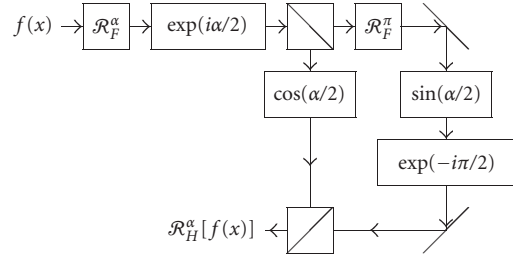 f(x) ℛ_F^α exp(iα/2) ℛ_F^π
cos(α/2) sin(α/2)
exp(−iπ/2)
ℛ_H^α[f(x)]